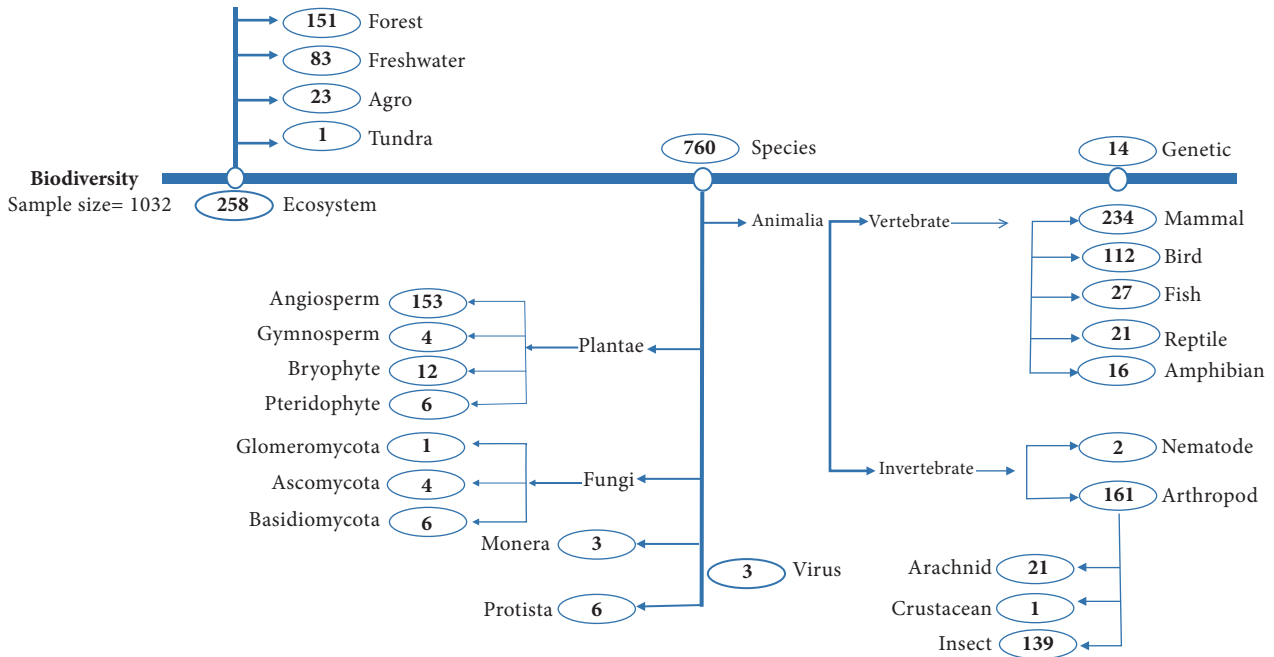 151 Forest
83 Freshwater
23 Agro
1 Tundra
760 Species
14 Genetic
Biodiversity
Sample size= 1032
258 Ecosystem
Animalia
Vertebrate
234 Mammal
112 Bird
27 Fish
21 Reptile
16 Amphibian
Angiosperm 153
Gymnosperm 4
Bryophyte 12
Pteridophyte 6
Plantae
Glomeromycota 1
Ascomycota 4
Basidiomycota 6
Fungi
Monera 3
Protista 6
3 Virus
Invertebrate
2 Nematode
161 Arthropod
Arachnid 21
Crustacean 1
Insect 139